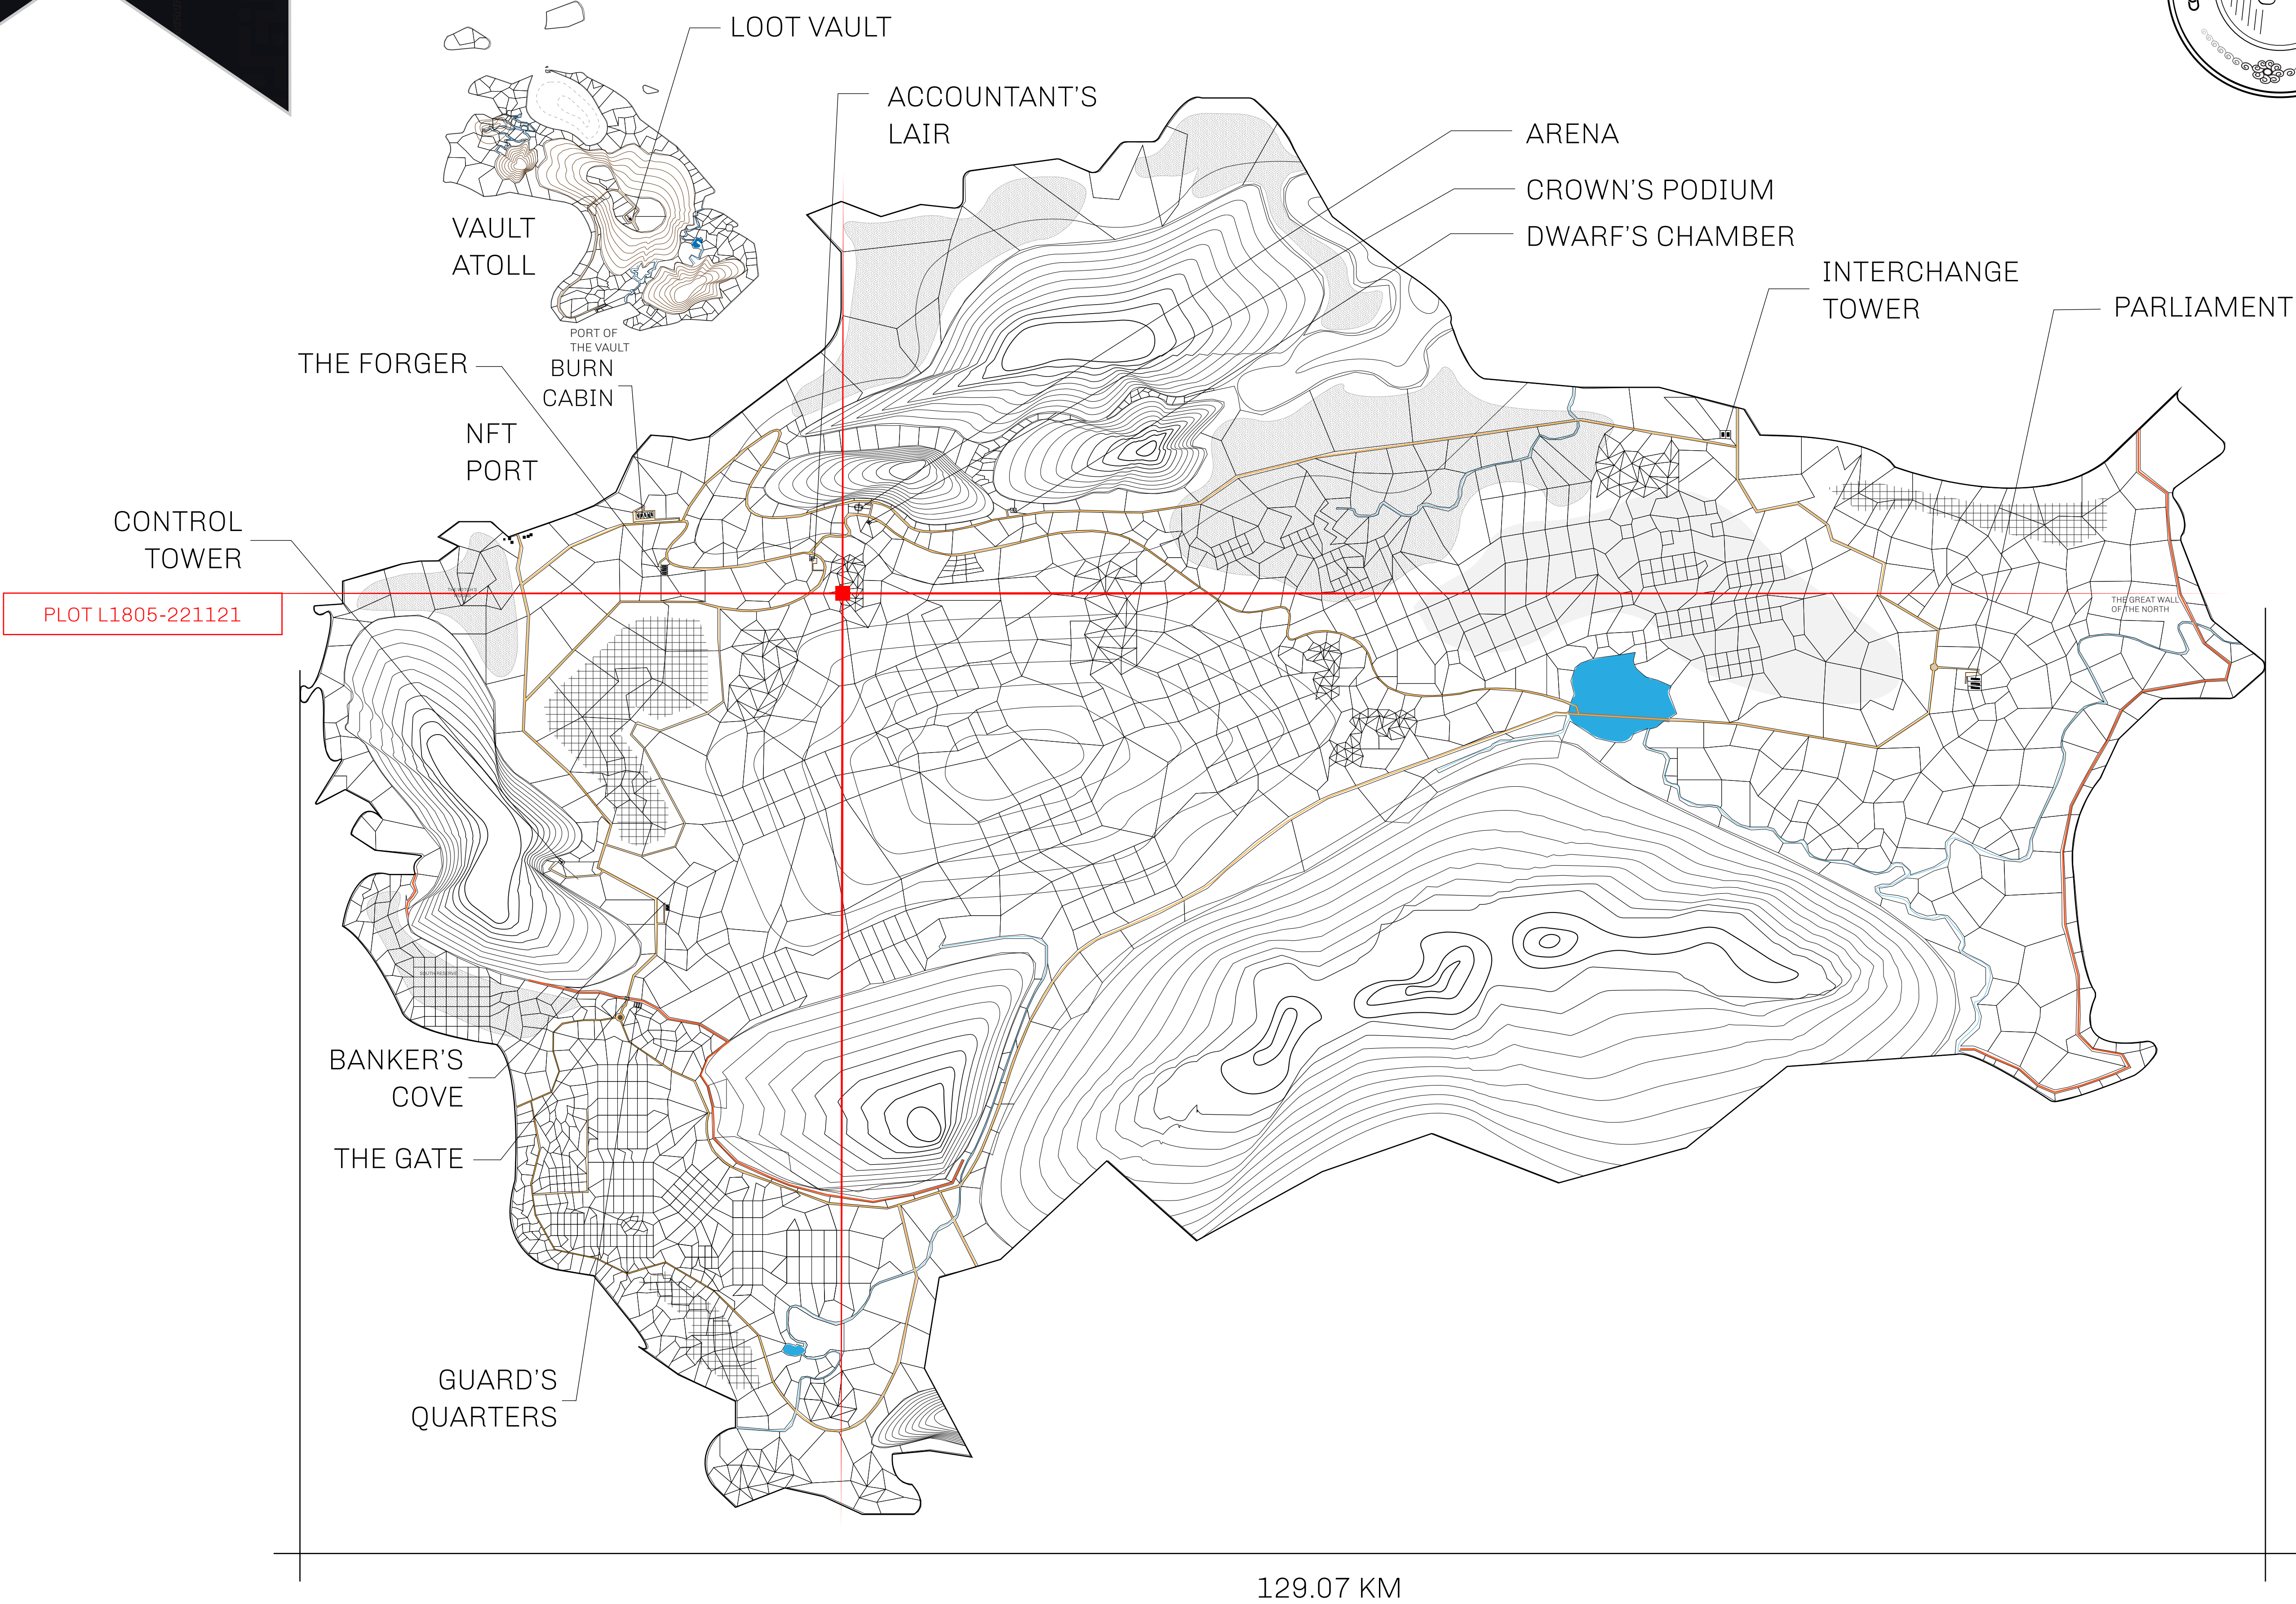 LOOT VAULT
ACCOUNTANT'S
LAIR
ARENA
CROWN'S PODIUM
DWARF'S CHAMBER
VAULT
ATOLL
INTERCHANGE
TOWER
PARLIAMENT
PORT OF
THE VAULT
THE FORGER
BURN
CABIN
NFT
PORT
CONTROL
TOWER
PLOT L1805-221121
THE GREAT WALL
OF THE NORTH
SOUTH RESERVE
BANKER'S
COVE
THE GATE
GUARD'S
QUARTERS
129.07 KM